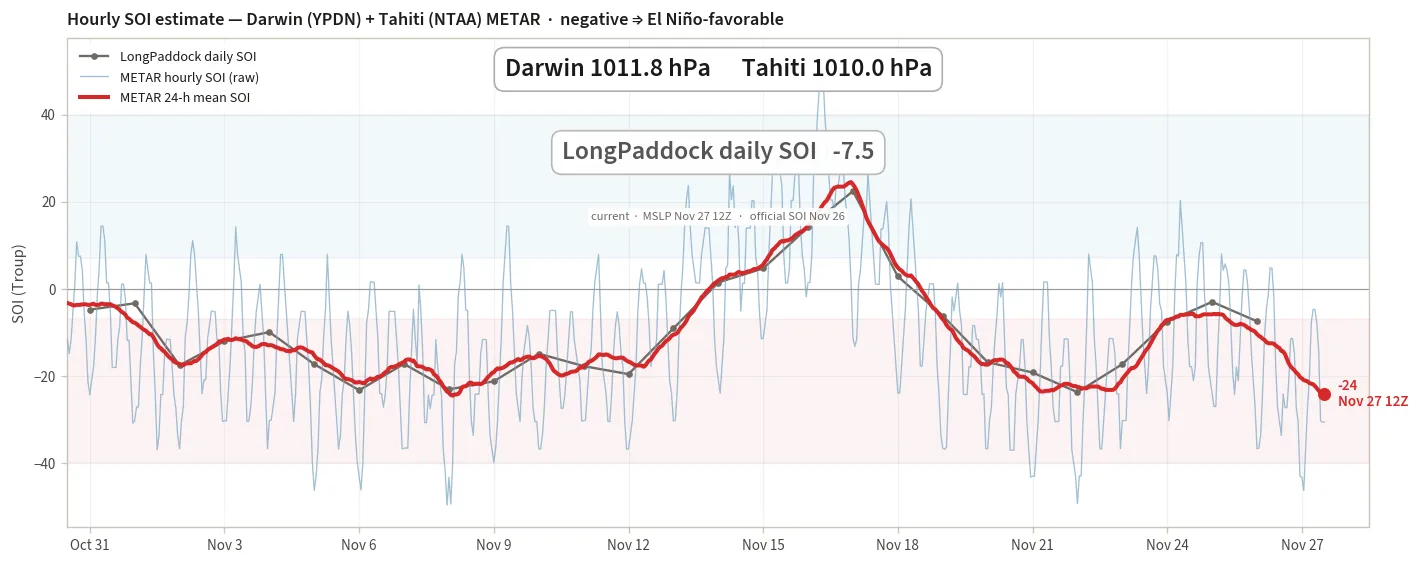 Hourly SOI estimate — Darwin (YPDN) + Tahiti (NTAA) METAR · negative ⇒ El Niño-favorable
LongPaddock daily SOI
METAR hourly SOI (raw)
METAR 24-h mean SOI
Darwin 1011.8 hPa Tahiti 1010.0 hPa
LongPaddock daily SOI -7.5
current · MSLP Nov 27 12Z · official SOI Nov 26
SOI (Troup)
40
20
0
−20
−40
-24
Nov 27 12Z
Oct 31
Nov 3
Nov 6
Nov 9
Nov 12
Nov 15
Nov 18
Nov 21
Nov 24
Nov 27